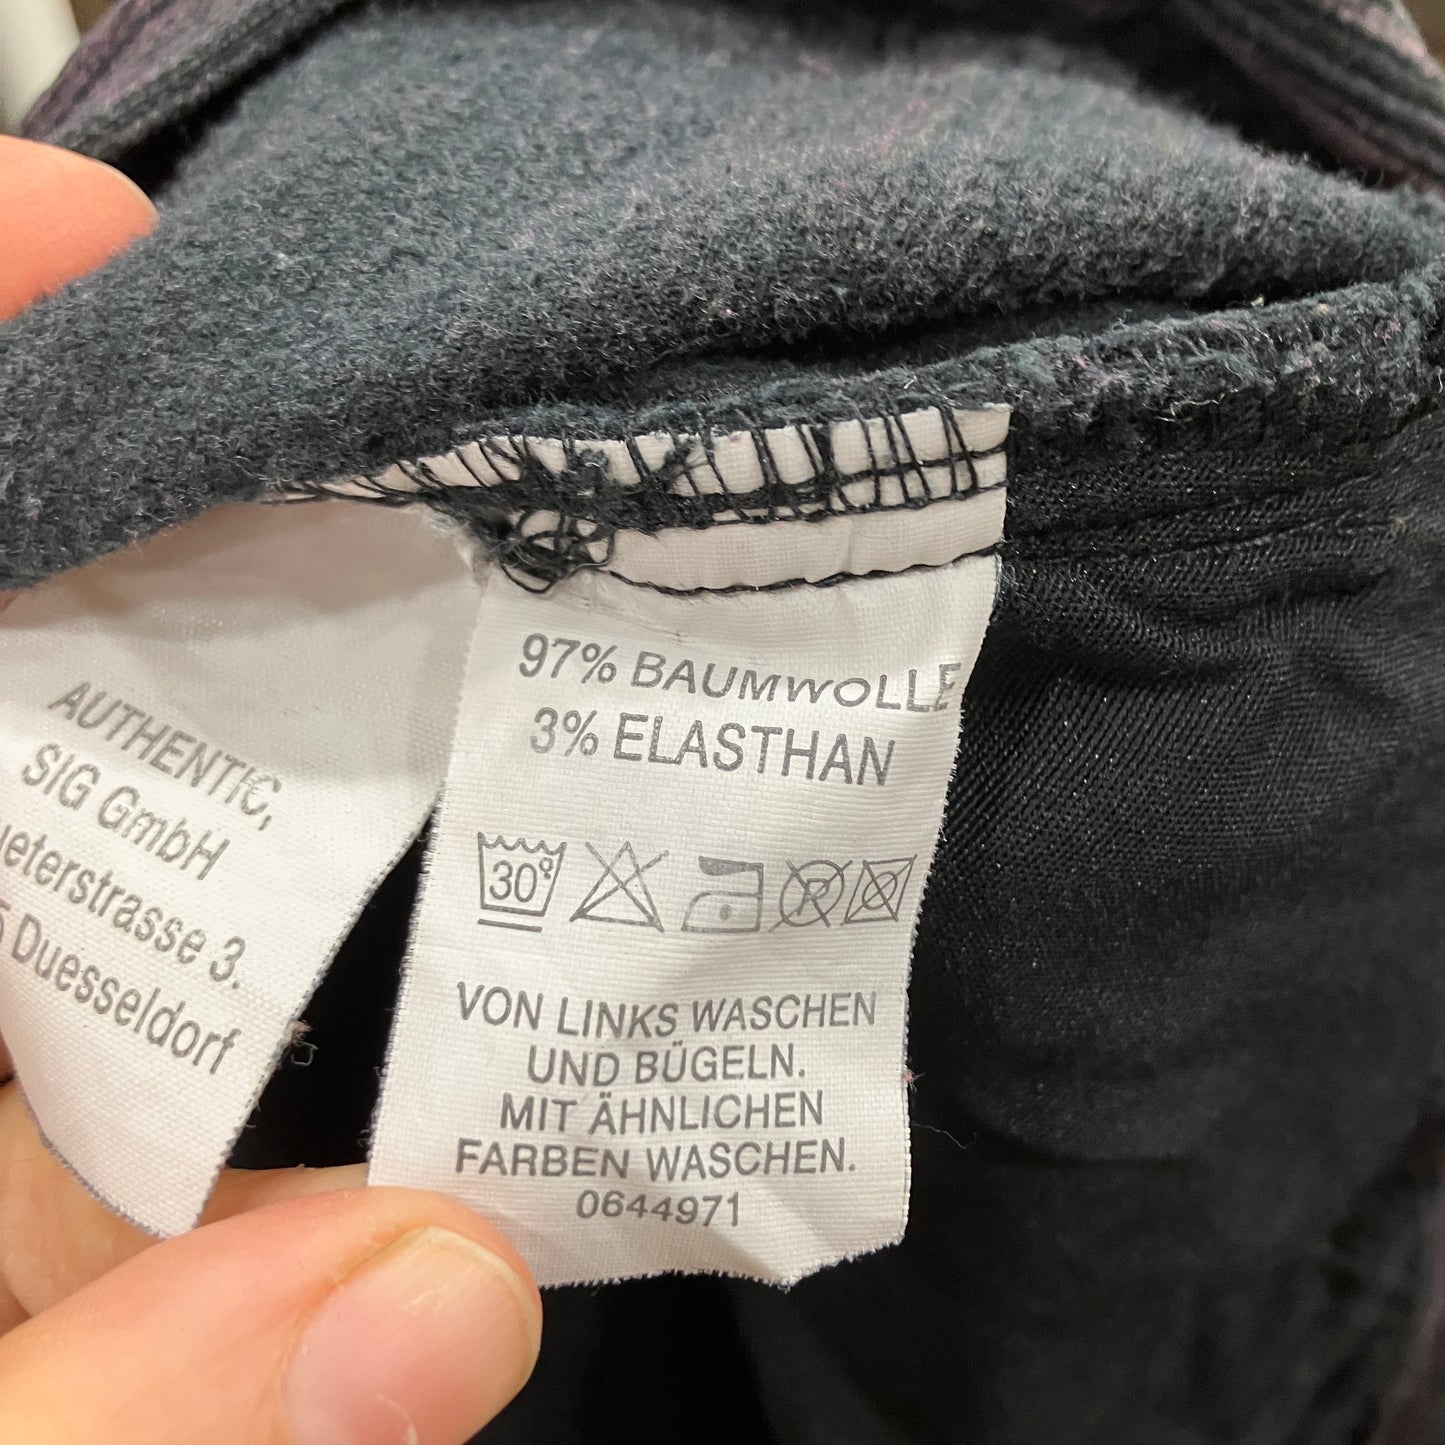 AUTHENTIC,
SIG GmbH
3.
Duesseldorf
97% BAUMWOLLE
3% ELASTHAN
30°
P
VON LINKS WASCHEN
UND BÜGELN.
MIT ÄHNLICHEN
FARBEN WASCHEN.
0644971